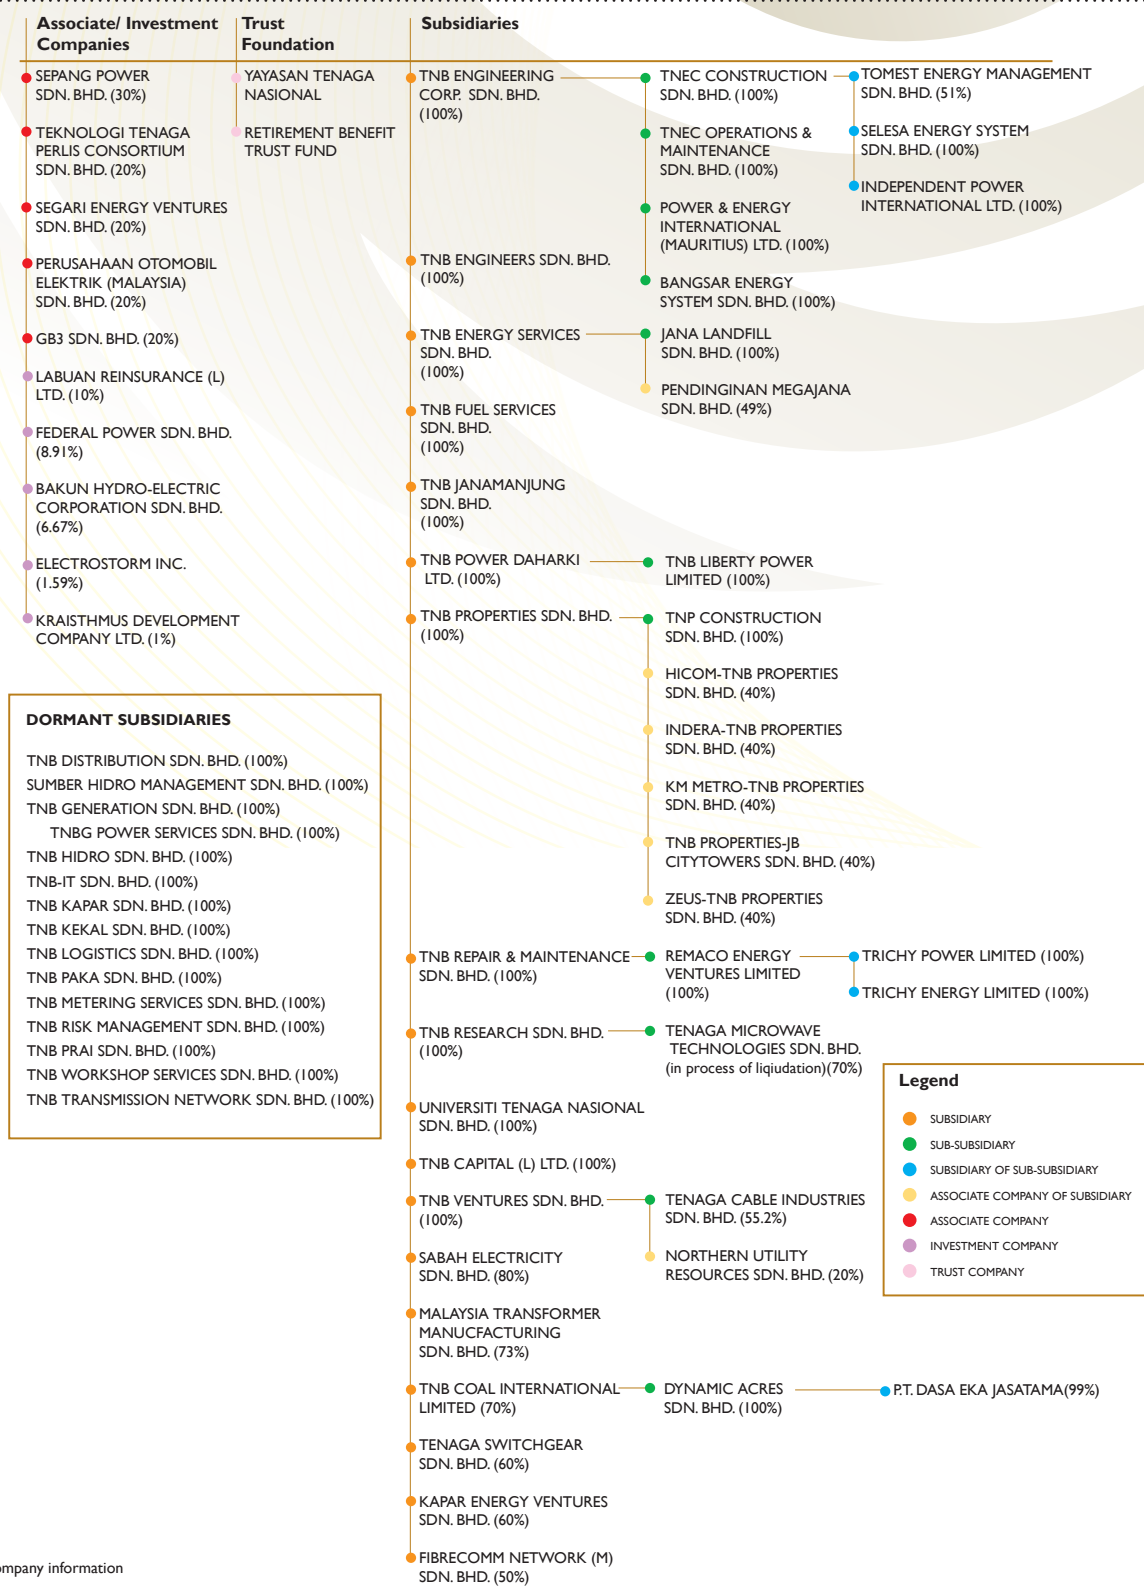 Associate/ Investment
Companies
SEPANG POWER
SDN. BHD. (30%)
TEKNOLOGI TENAGA
PERLIS CONSORTIUM
SDN. BHD. (20%)
SEGARI ENERGY VENTURES
SDN. BHD. (20%)
PERUSAHAAN OTOMOBIL
ELEKTRIK (MALAYSIA)
SDN. BHD. (20%)
GB3 SDN. BHD. (20%)
LABUAN REINSURANCE (L)
LTD. (10%)
FEDERAL POWER SDN. BHD.
(8.91%)
BAKUN HYDRO-ELECTRIC
CORPORATION SDN. BHD.
(6.67%)
ELECTROSTORM INC.
(1.59%)
KRAISTHMUS DEVELOPMENT
COMPANY LTD. (1%)
Trust
Foundation
YAYASAN TENAGA
NASIONAL
RETIREMENT BENEFIT
TRUST FUND
Subsidiaries
TNB ENGINEERING
CORP. SDN. BHD.
(100%)
TNEC CONSTRUCTION
SDN. BHD. (100%)
TOMEST ENERGY MANAGEMENT
SDN. BHD. (51%)
SELESA ENERGY SYSTEM
SDN. BHD. (100%)
INDEPENDENT POWER
INTERNATIONAL LTD. (100%)
TNEC OPERATIONS &
MAINTENANCE
SDN. BHD. (100%)
POWER & ENERGY
INTERNATIONAL
(MAURITIUS) LTD. (100%)
BANGSAR ENERGY
SYSTEM SDN. BHD. (100%)
TNB ENGINEERS SDN. BHD.
(100%)
TNB ENERGY SERVICES
SDN. BHD.
(100%)
JANA LANDFILL
SDN. BHD. (100%)
PENDINGINAN MEGAJANA
SDN. BHD. (49%)
TNB FUEL SERVICES
SDN. BHD.
(100%)
TNB JANAMANJUNG
SDN. BHD.
(100%)
TNB POWER DAHARKI
LTD. (100%)
TNB LIBERTY POWER
LIMITED (100%)
TNB PROPERTIES SDN. BHD.
(100%)
TNP CONSTRUCTION
SDN. BHD. (100%)
HICOM-TNB PROPERTIES
SDN. BHD. (40%)
INDERA-TNB PROPERTIES
SDN. BHD. (40%)
KM METRO-TNB PROPERTIES
SDN. BHD. (40%)
TNB PROPERTIES-JB
CITYTOWERS SDN. BHD. (40%)
ZEUS-TNB PROPERTIES
SDN. BHD. (40%)
TNB REPAIR & MAINTENANCE
SDN. BHD. (100%)
REMACO ENERGY
VENTURES LIMITED
(100%)
TRICHY POWER LIMITED (100%)
TRICHY ENERGY LIMITED (100%)
TNB RESEARCH SDN. BHD.
(100%)
TENAGA MICROWAVE
TECHNOLOGIES SDN. BHD.
(in process of liqiudation)(70%)
UNIVERSITI TENAGA NASIONAL
SDN. BHD. (100%)
TNB CAPITAL (L) LTD. (100%)
TNB VENTURES SDN. BHD.
(100%)
TENAGA CABLE INDUSTRIES
SDN. BHD. (55.2%)
NORTHERN UTILITY
RESOURCES SDN. BHD. (20%)
SABAH ELECTRICITY
SDN. BHD. (80%)
MALAYSIA TRANSFORMER
MANUCFACTURING
SDN. BHD. (73%)
TNB COAL INTERNATIONAL
LIMITED (70%)
DYNAMIC ACRES
SDN. BHD. (100%)
P.T. DASA EKA JASATAMA(99%)
TENAGA SWITCHGEAR
SDN. BHD. (60%)
KAPAR ENERGY VENTURES
SDN. BHD. (60%)
FIBRECOMM NETWORK (M)
SDN. BHD. (50%)
DORMANT SUBSIDIARIES
TNB DISTRIBUTION SDN. BHD. (100%)
SUMBER HIDRO MANAGEMENT SDN. BHD. (100%)
TNB GENERATION SDN. BHD. (100%)
TNBG POWER SERVICES SDN. BHD. (100%)
TNB HIDRO SDN. BHD. (100%)
TNB-IT SDN. BHD. (100%)
TNB KAPAR SDN. BHD. (100%)
TNB KEKAL SDN. BHD. (100%)
TNB LOGISTICS SDN. BHD. (100%)
TNB PAKA SDN. BHD. (100%)
TNB METERING SERVICES SDN. BHD. (100%)
TNB RISK MANAGEMENT SDN. BHD. (100%)
TNB PRAI SDN. BHD. (100%)
TNB WORKSHOP SERVICES SDN. BHD. (100%)
TNB TRANSMISSION NETWORK SDN. BHD. (100%)
Legend
SUBSIDIARY
SUB-SUBSIDIARY
SUBSIDIARY OF SUB-SUBSIDIARY
ASSOCIATE COMPANY OF SUBSIDIARY
ASSOCIATE COMPANY
INVESTMENT COMPANY
TRUST COMPANY
ompany information